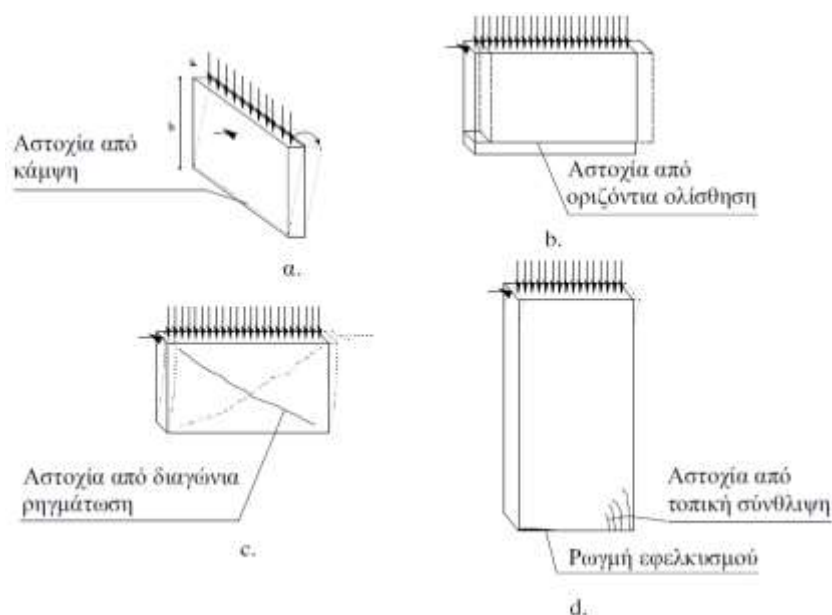 Αστοχία από
κάμψη
a.
Αστοχία από
οριζόντια ολίσθηση
b.
Αστοχία από διαγώνια
ρηγμάτωση
c.
Αστοχία από
τοπική σύνθλιψη
Ρωγμή εφελκυσμού
d.